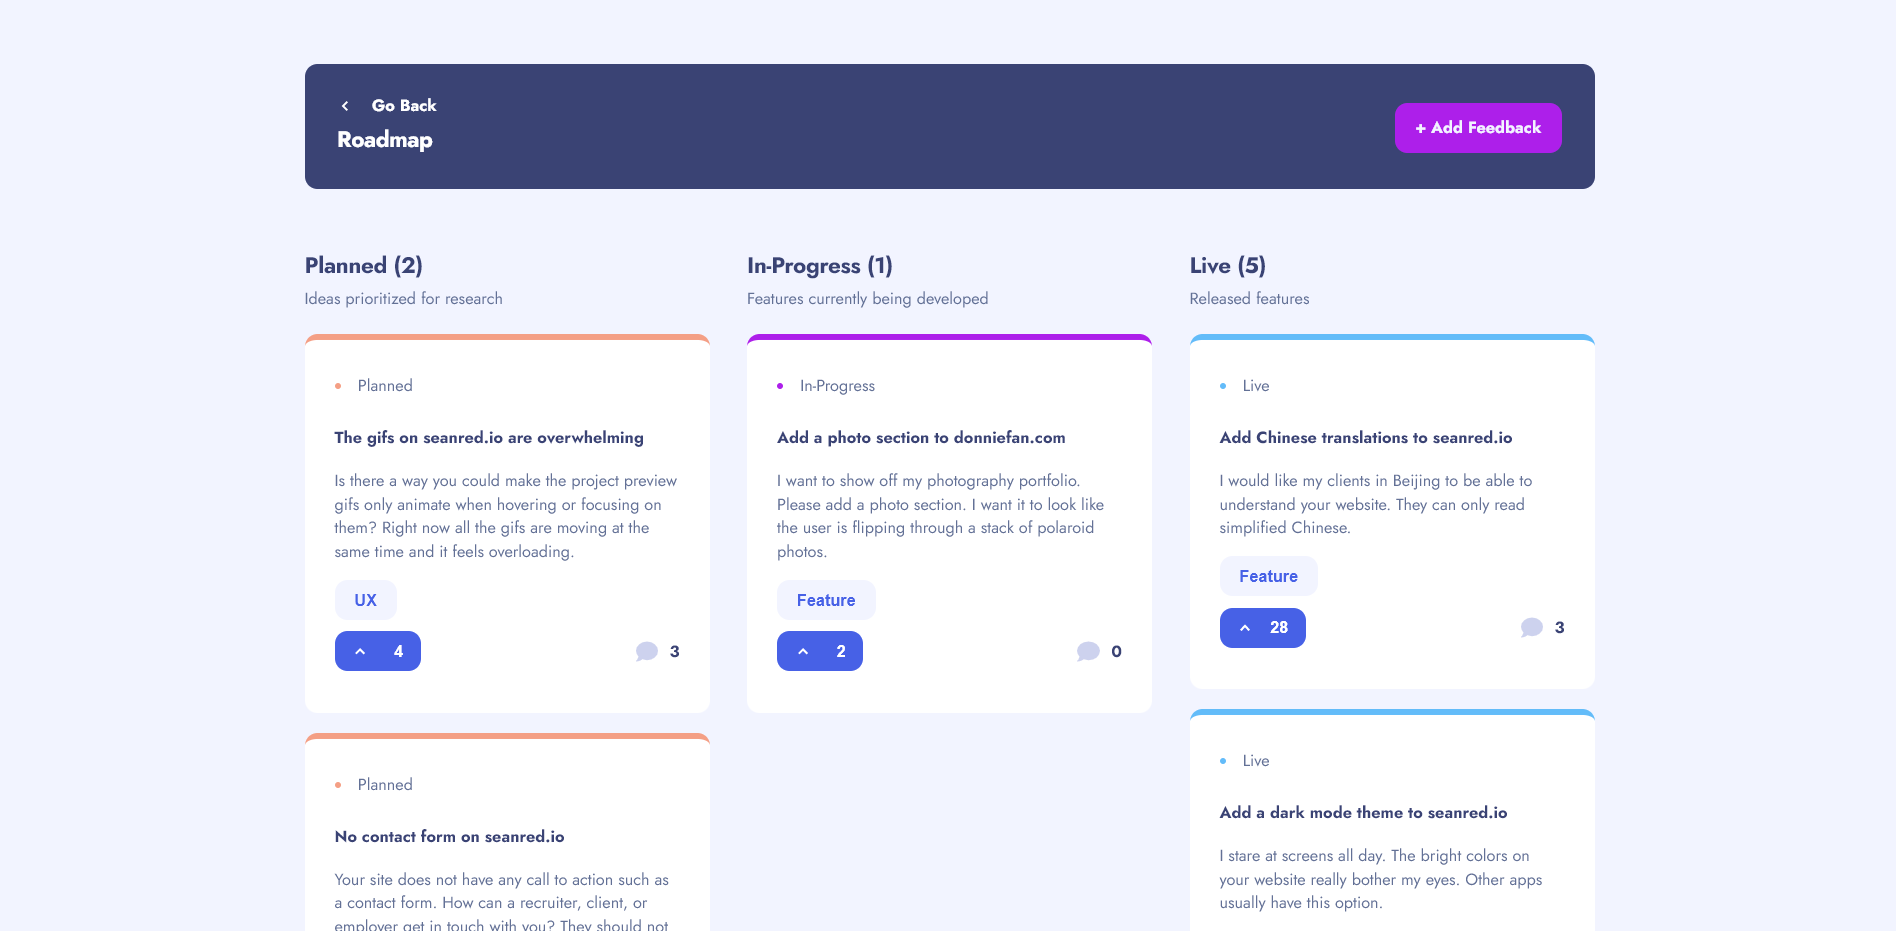 Go Back
Roadmap
+ Add Feedback
Planned (2)
Ideas prioritized for research
Planned
The gifs on seanred.io are overwhelming
Is there a way you could make the project preview
gifs only animate when hovering or focusing on
them? Right now all the gifs are moving at the
same time and it feels overloading.
UX
4
3
Planned
No contact form on seanred.io
Your site does not have any call to action such as
a contact form. How can a recruiter, client, or
employer get in touch with you? They should not
In-Progress (1)
Features currently being developed
In-Progress
Add a photo section to donniefan.com
I want to show off my photography portfolio.
Please add a photo section. I want it to look like
the user is flipping through a stack of polaroid
photos.
Feature
2
0
Live (5)
Released features
Live
Add Chinese translations to seanred.io
I would like my clients in Beijing to be able to
understand your website. They can only read
simplified Chinese.
Feature
28
3
Live
Add a dark mode theme to seanred.io
I stare at screens all day. The bright colors on
your website really bother my eyes. Other apps
usually have this option.